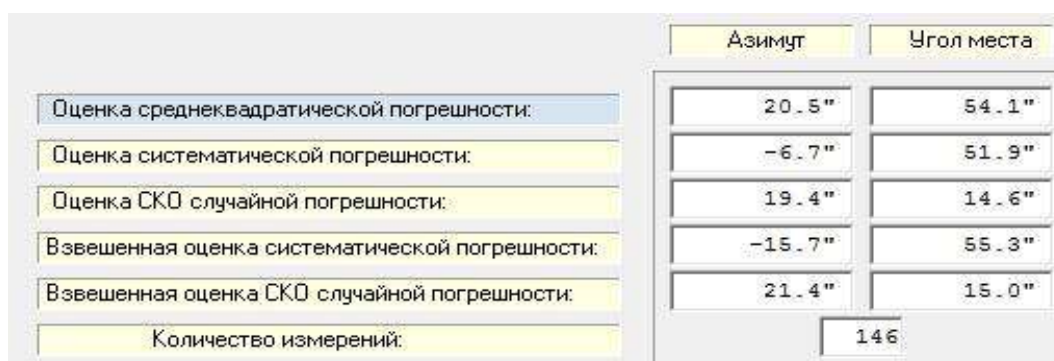 Азимут Угол места
Оценка среднеквадратической погрешности: 20.5" 54.1"
Оценка систематической погрешности: -6.7" 51.9"
Оценка СКО случайной погрешности: 19.4" 14.6"
Взвешенная оценка систематической погрешности: -15.7" 55.3"
Взвешенная оценка СКО случайной погрешности: 21.4" 15.0"
Количество измерений: 146